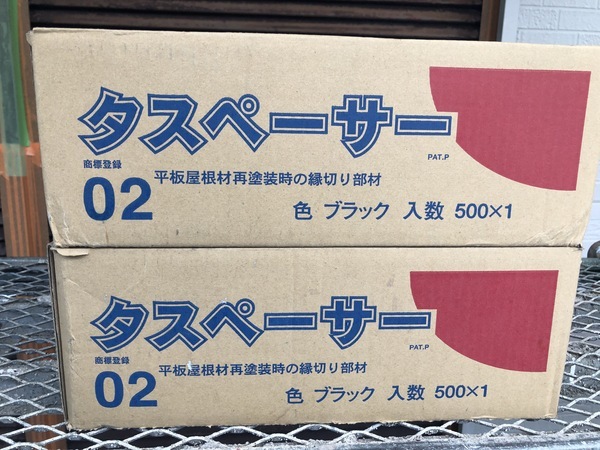 タスペーサー
PAT.P
商標登録
02 平板屋根材再塗装時の縁切り部材
色 ブラック 入数 500×1
タスペーサー
PAT.P
商標登録
02 平板屋根材再塗装時の縁切り部材
色 ブラック 入数 500×1